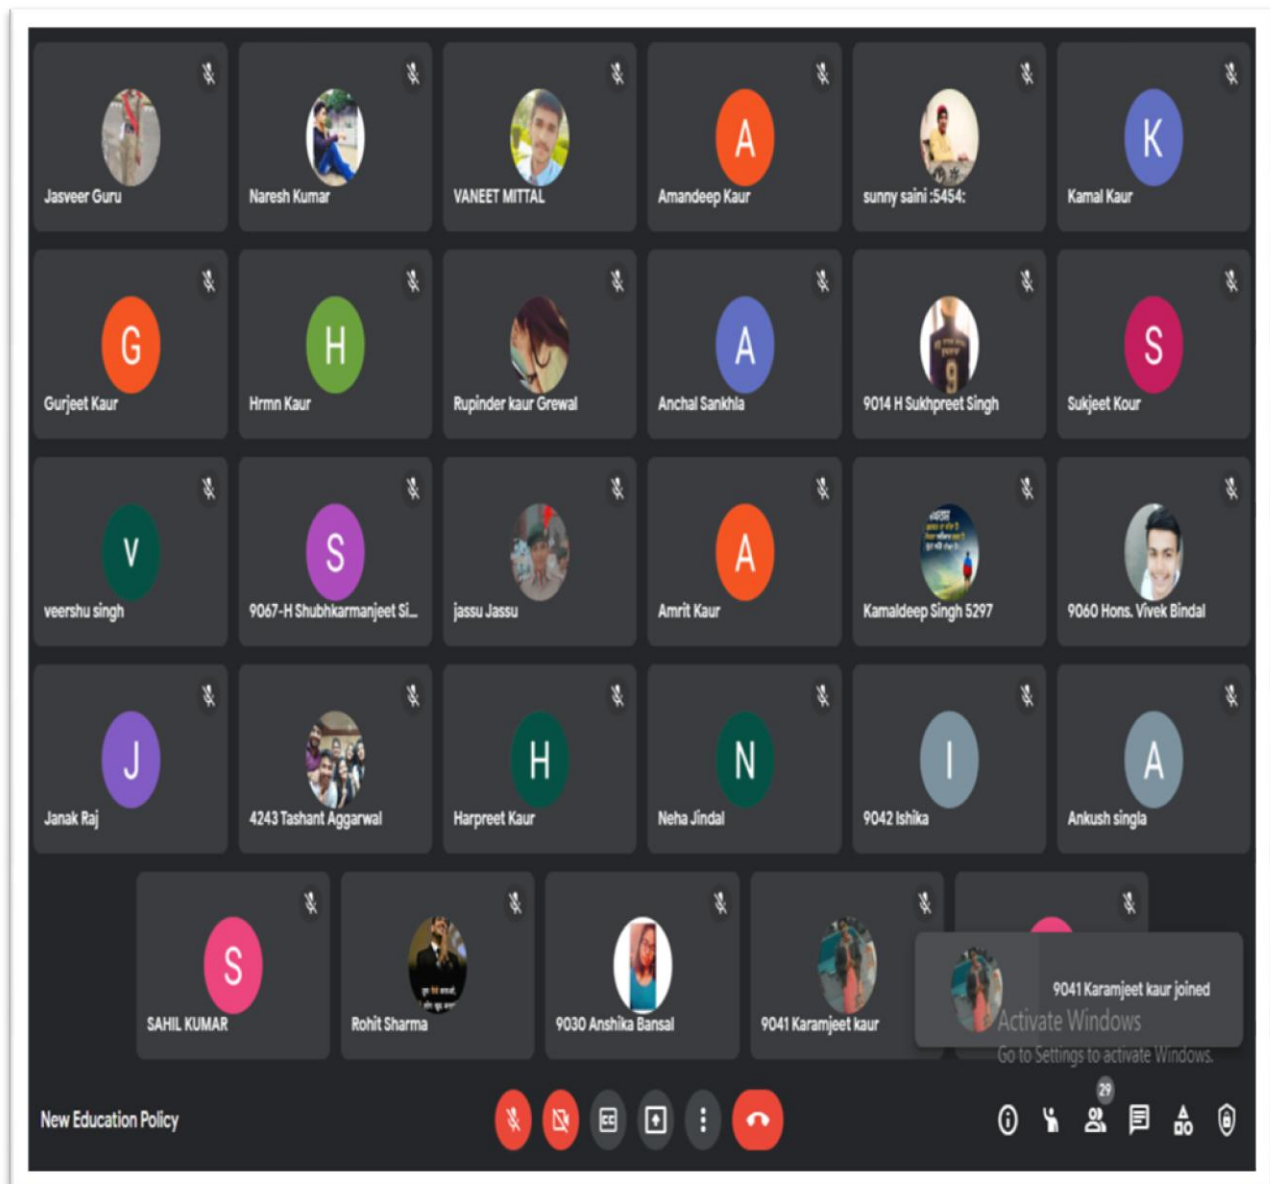 Jasveer Guru
Naresh Kumar
VANEET MITTAL
A
Amandeep Kaur
sunny saini :5454:
K
Kamal Kaur
G
Gurjeet Kaur
H
Hrmn Kaur
Rupinder kaur Grewal
A
Anchal Sankhla
9
9014 H Sukhpreet Singh
S
Sukjeet Kour
v
veershu singh
S
9067-H Shubhkarmanjeet Si...
jassu Jassu
A
Amrit Kaur
Kamaldeep Singh 5297
9060 Hons. Vivek Bindal
J
Janak Raj
4243 Tashant Aggarwal
H
Harpreet Kaur
N
Neha Jindal
I
9042 Ishika
A
Ankush singla
S
SAHIL KUMAR
Rohit Sharma
9030 Anshika Bansal
9041 Karamjeet kaur
9041 Karamjeet kaur joined
Activate Windows
Go to Settings to activate Windows.
New Education Policy
CC
29